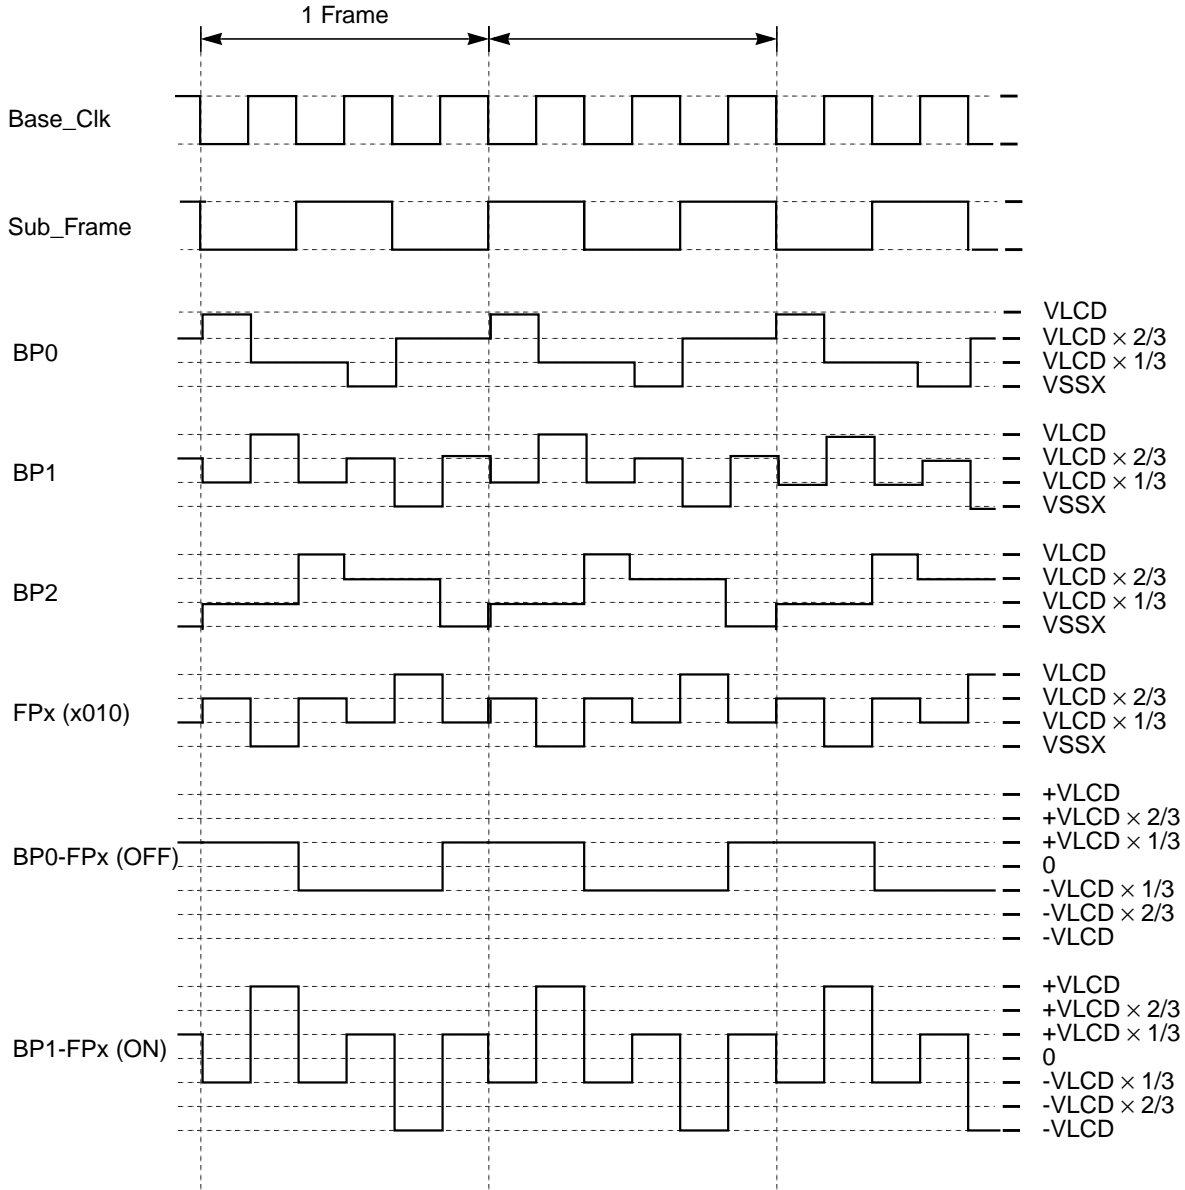 1 Frame
Base_Clk
Sub_Frame
BP0
VLCD
VLCD × 2/3
VLCD × 1/3
VSSX
BP1
VLCD
VLCD × 2/3
VLCD × 1/3
VSSX
BP2
VLCD
VLCD × 2/3
VLCD × 1/3
VSSX
FPx (x010)
VLCD
VLCD × 2/3
VLCD × 1/3
VSSX
BP0-FPx (OFF)
+VLCD
+VLCD × 2/3
+VLCD × 1/3
0
-VLCD × 1/3
-VLCD × 2/3
-VLCD
BP1-FPx (ON)
+VLCD
+VLCD × 2/3
+VLCD × 1/3
0
-VLCD × 1/3
-VLCD × 2/3
-VLCD